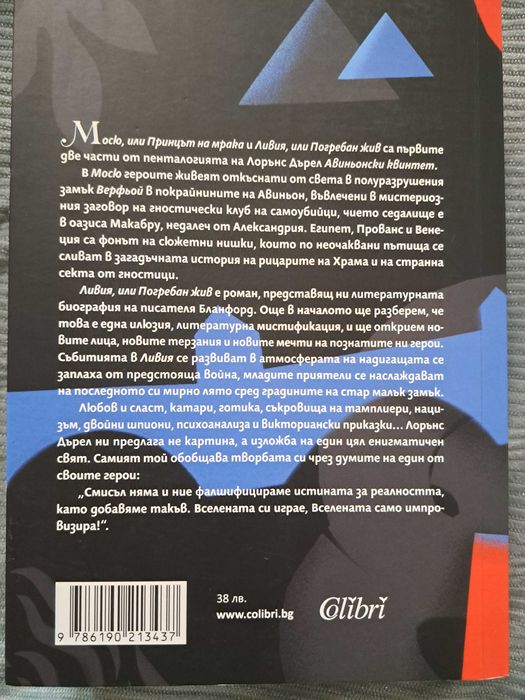 Мосю, или Принцът на мрака и Ливия, или Погребан жив са първите
две части от пенталогията на Лорънс Дърел Авиньонски квинтет.
В Мосю героите живеят откъснати от света в полуразрушения
замък Верфьой в покрайнините на Авиньон, въвлечени в мистериоз-
ния заговор на гностически клуб на самоубийци, чието седалище е
в оазиса Макабру, недалеч от Александрия. Египет, Прованс и Вене-
ция са фонът на сюжетни нишки, които по неочаквани пътища се
сливат в загадъчната история на рицарите на Храма и на странна
секта от гностици.
Ливия, или Погребан жив е роман, представящ ни литературната
биография на писателя Бланфорд. Още в началото ще разберем, че
това е една илюзия, литературна мистификация, и ще открием но-
вите лица, новите терзания и новите мечти на познатите ни герои.
Събитията в Ливия се развиват в атмосферата на надигащата се
заплаха от предстояща война, младите приятели се наслаждават
на последното си мирно лято сред градините на стар малък замък.
Любов и сласт, катари, готика, съкровища на тамплиери, наци-
зъм, двойни шпиони, психоанализа и викториански приказки... Лорънс
Дърел ни предлага не картина, а изложба на един цял енигматичен
свят. Самият той обобщава творбата си чрез думите на един от
своите герои:
„Смисъл няма и ние фалшифицираме истината за реалността,
като добавяме такъв. Вселената си играе, Вселената само импро-
визира!“.
38 лв.
www.colibri.bg
Colibri
9 786190 213437